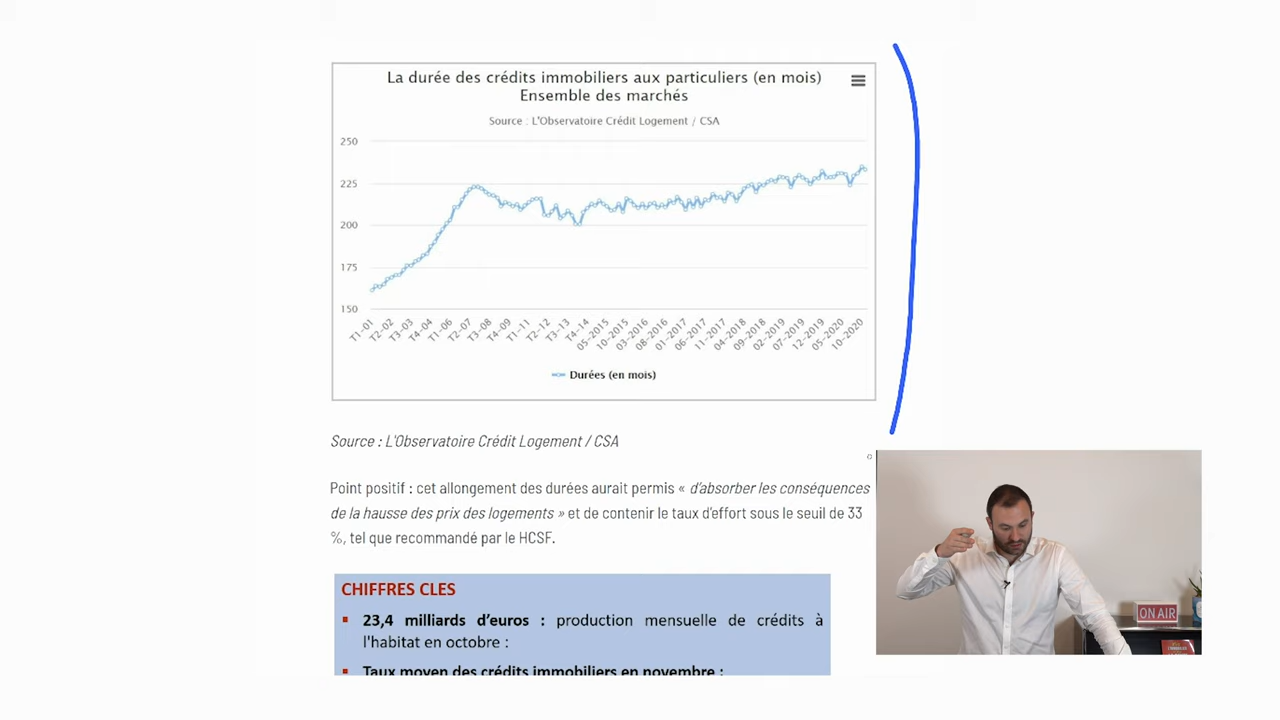 La durée des crédits immobiliers aux particuliers (en mois)
Ensemble des marchés
Source : L'Observatoire Crédit Logement / CSA
250
225
200
175
150
T1-01
T2-02
T3-03
T4-04
T1-06
T2-07
T3-08
T4-09
T1-11
T2-12
T3-13
T4-14
05-2015
10-2015
03-2016
08-2016
01-2017
06-2017
11-2017
04-2018
09-2018
02-2019
07-2019
12-2019
05-2020
10-2020
Durées (en mois)
Source : L'Observatoire Crédit Logement / CSA
Point positif : cet allongement des durées aurait permis « d'absorber les conséquences
de la hausse des prix des logements » et de contenir le taux d'effort sous le seuil de 33
%, tel que recommandé par le HCSF.
CHIFFRES CLES
▪ 23,4 milliards d'euros : production mensuelle de crédits à
l'habitat en octobre :
▪ Taux moyen des crédits immobiliers en novembre :
ON AIR